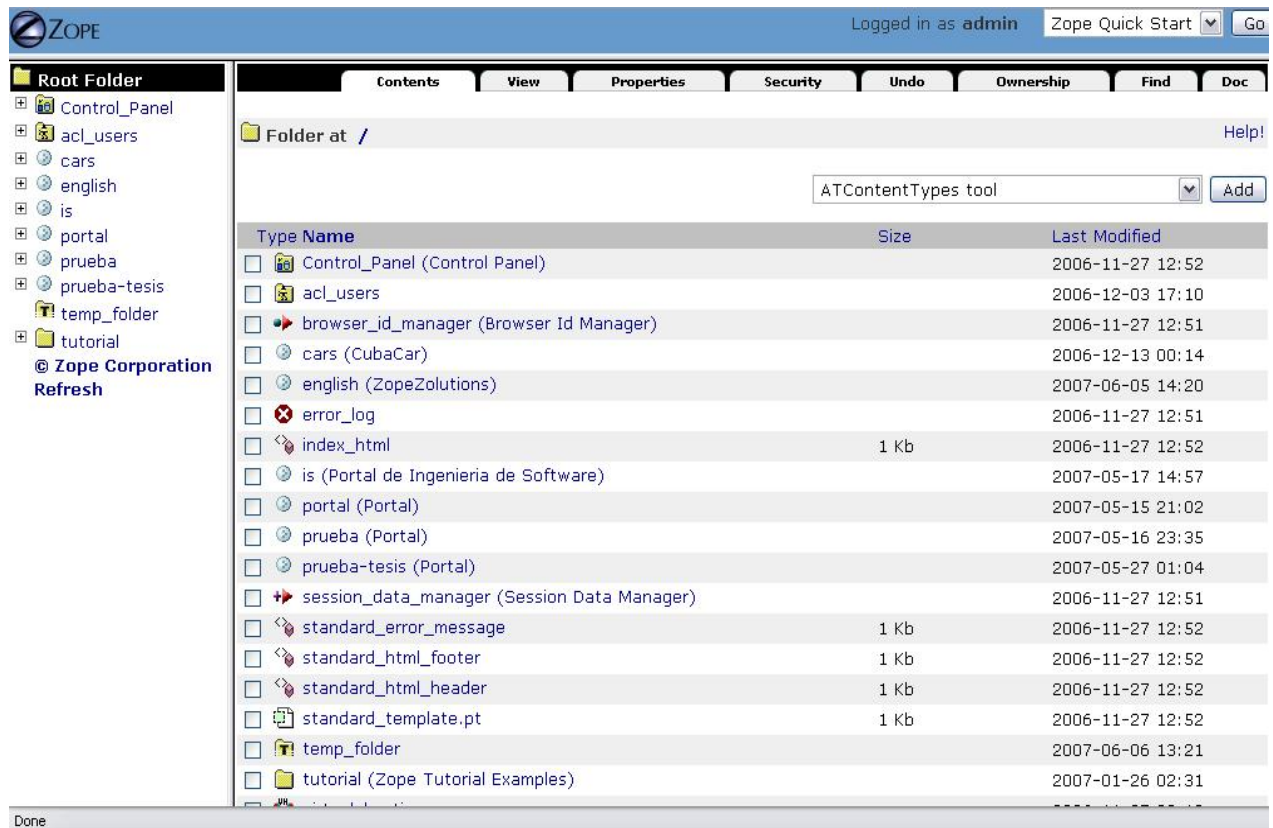 ZOPE
Logged in as admin Zope Quick Start Go
Root Folder
Control_Panel
acl_users
cars
english
is
portal
prueba
prueba-tesis
temp_folder
tutorial
© Zope Corporation
Refresh
Contents View Properties Security Undo Ownership Find Doc
Folder at /
Help!
ATContentTypes tool Add
Type Name Size Last Modified
Control_Panel (Control Panel) 2006-11-27 12:52
acl_users 2006-12-03 17:10
browser_id_manager (Browser Id Manager) 2006-11-27 12:51
cars (CubaCar) 2006-12-13 00:14
english (ZopeZolutions) 2007-06-05 14:20
error_log 2006-11-27 12:51
index_html 1 Kb 2006-11-27 12:52
is (Portal de Ingenieria de Software) 2007-05-17 14:57
portal (Portal) 2007-05-15 21:02
prueba (Portal) 2007-05-16 23:35
prueba-tesis (Portal) 2007-05-27 01:04
session_data_manager (Session Data Manager) 2006-11-27 12:51
standard_error_message 1 Kb 2006-11-27 12:52
standard_html_footer 1 Kb 2006-11-27 12:52
standard_html_header 1 Kb 2006-11-27 12:52
standard_template.pt 1 Kb 2006-11-27 12:52
temp_folder 2007-06-06 13:21
tutorial (Zope Tutorial Examples) 2007-01-26 02:31
Done